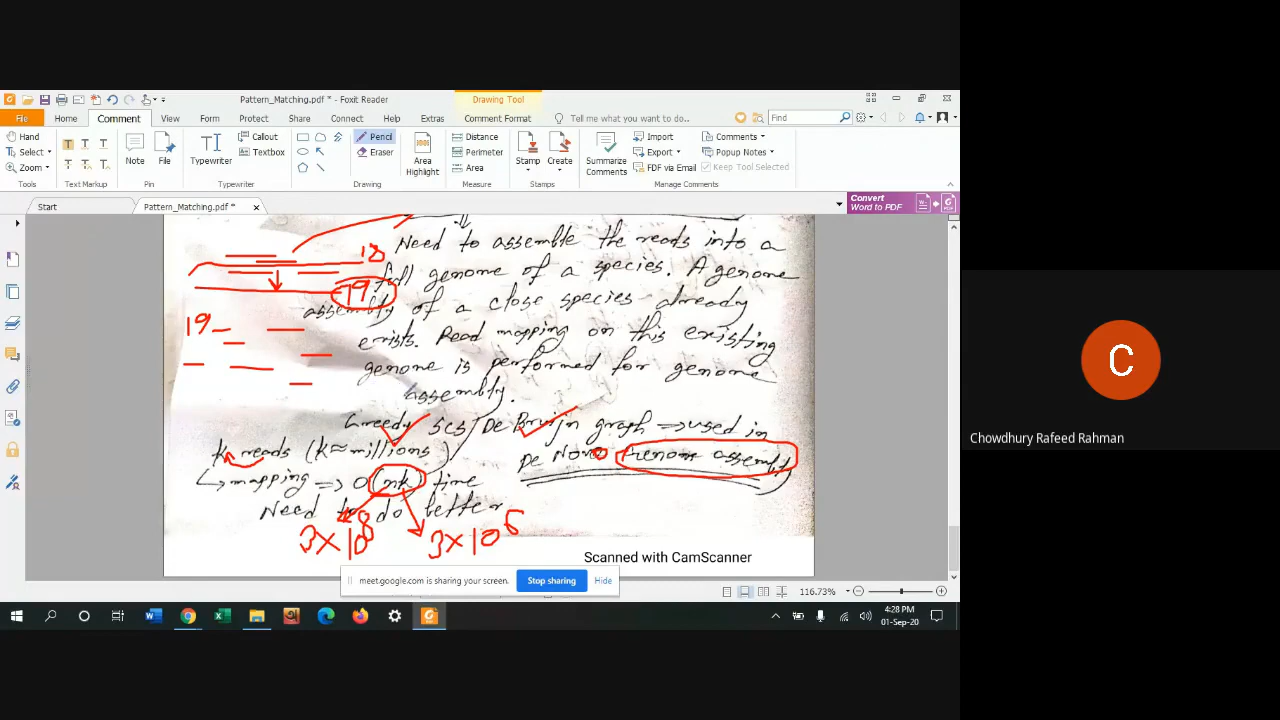 Pattern_Matching.pdf * - Foxit Reader
Drawing Tool
File Home Comment View Form Protect Connect Share Help Extras Comment Format Tell me what you want to do.. Find
Hand
Select
Zoom
Tools
Text Markup
Note
File
Pin
Typewriter
Callout
Textbox
Typewriter
Pencil
Eraser
Drawing
Area Highlight
Distance
Perimeter
Area
Measure
Stamp
Create
Stamps
Summarize Comments
Import
Export
FDF via Email
Comments
Popup Notes
Keep Tool Selected
Manage Comments
Start
Pattern_Matching.pdf *
Convert
Word to PDF
Need to assemble the reads into a
18
full genome of a species. A genome
19
assembly of a close species already
19
exists. Read mapping on this existing
genome is performed for genome
assembly.
Greedy SCS/De Bruijn graph ⇒ used in
K reads (k≈millions)
De Novo Genome assembly
mapping ⇒ O(nk) time
Need to do better
3×10^8
3×10^6
Scanned with CamScanner
meet.google.com is sharing your screen. Stop sharing Hide
116.73%
4:28 PM
01-Sep-20
C
Chowdhury Rafeed Rahman